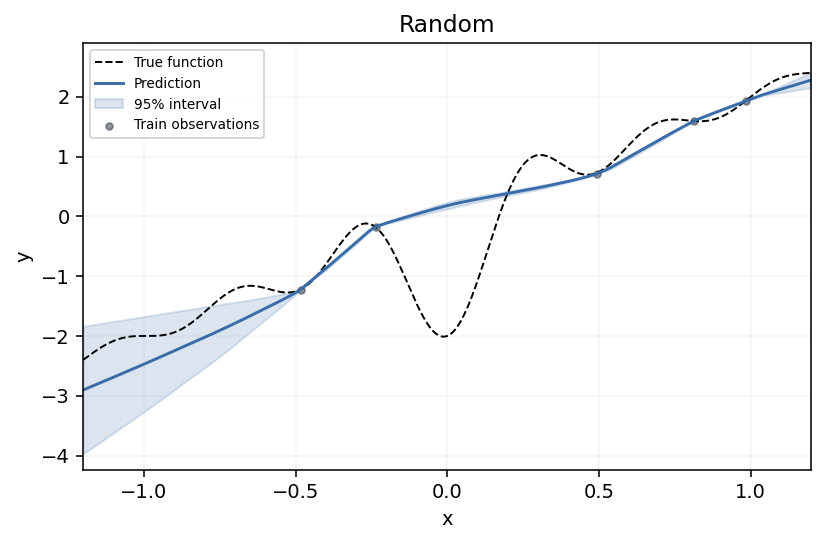 Random
True function
Prediction
95% interval
Train observations
2
1
0
−1
−2
−3
−4
y
−1.0
−0.5
0.0
0.5
1.0
x